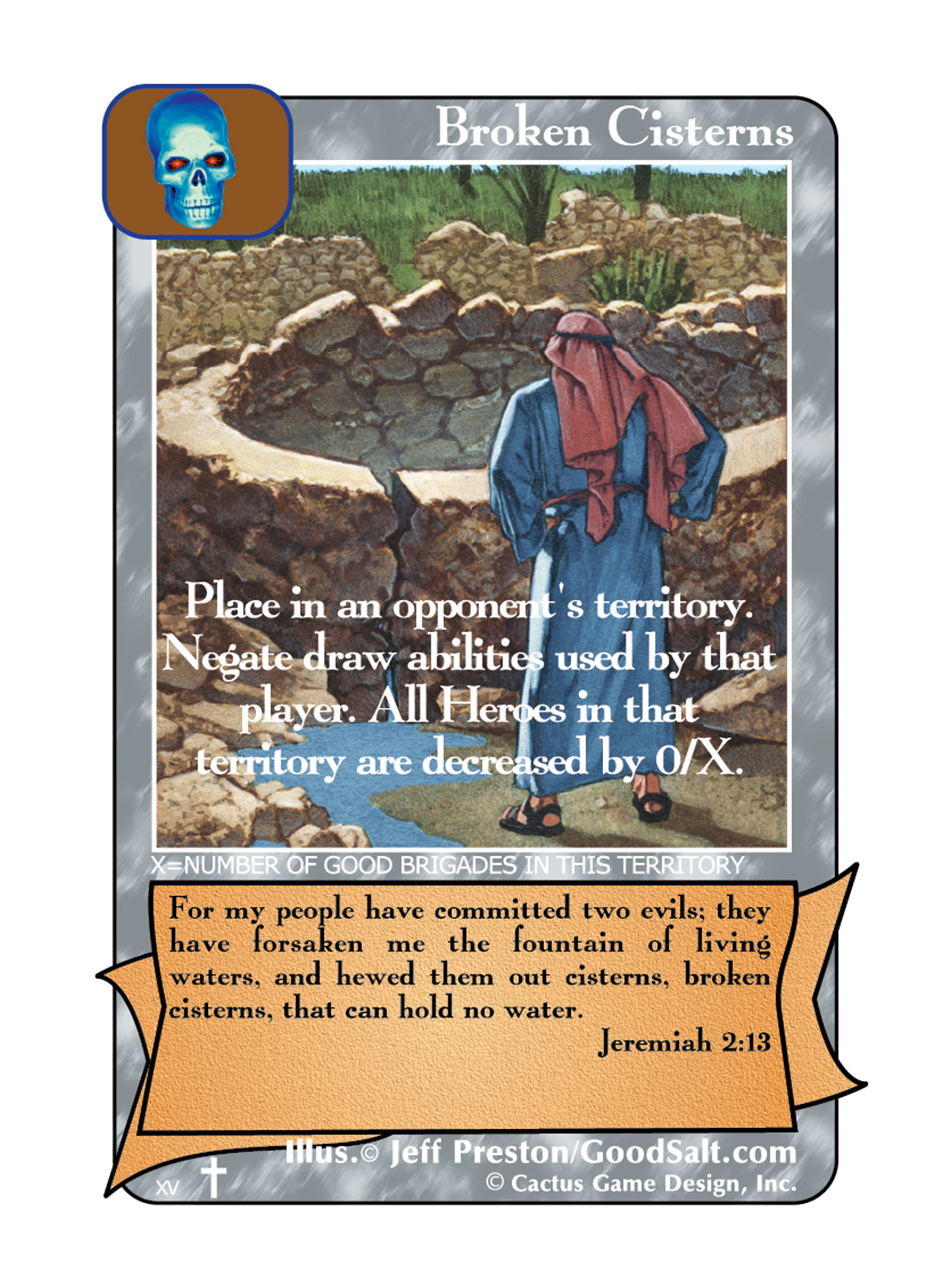 Broken Cisterns
Place in an opponent's territory.
Negate draw abilities used by that
player. All Heroes in that
territory are decreased by 0/X.
X=NUMBER OF GOOD BRIGADES IN THIS TERRITORY
For my people have committed two evils; they
have forsaken me the fountain of living
waters, and hewed them out cisterns, broken
cisterns, that can hold no water.
Jeremiah 2:13
Illus.© Jeff Preston/GoodSalt.com
XV
© Cactus Game Design, Inc.